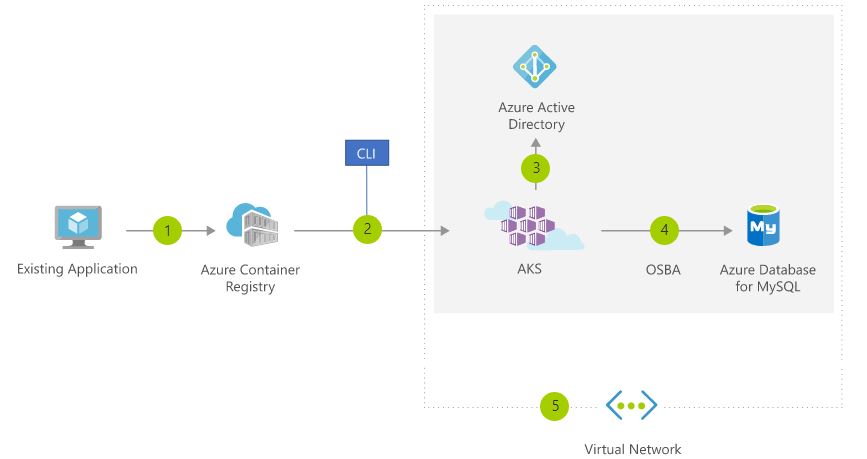 Azure Active
Directory
CLI
3
1
2
4
My
Existing Application
Azure Container
Registry
AKS
OSBA
Azure Database
for MySQL
5
Virtual Network